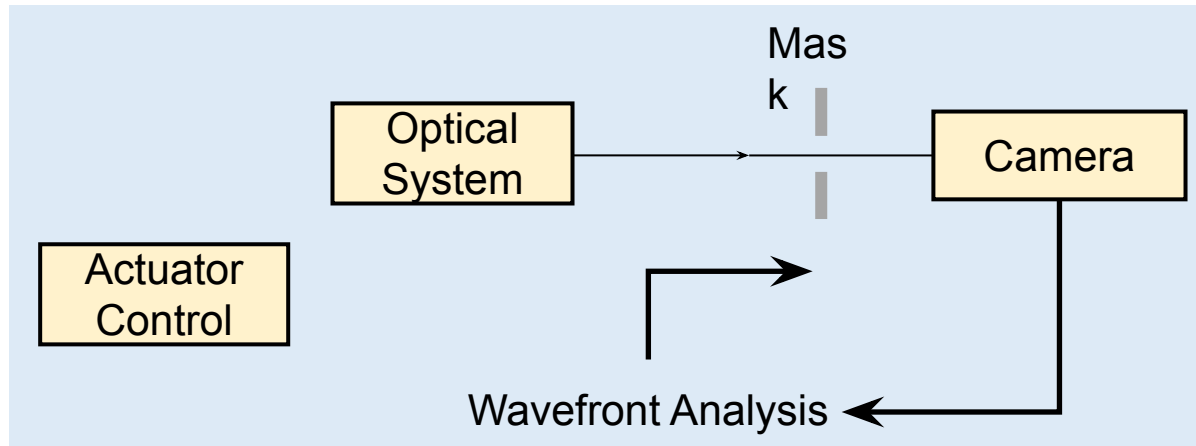 Mas
k
Optical
System
Camera
Actuator
Control
Wavefront Analysis